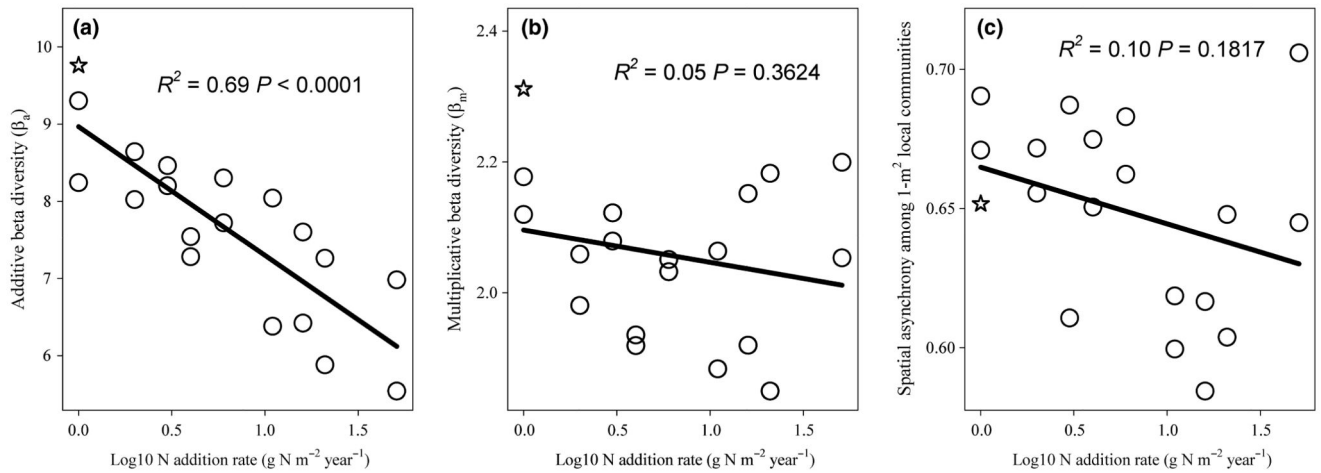 (a)
R² = 0.69 P < 0.0001
Additive beta diversity (βa)
10
9
8
7
6
0.0 0.5 1.0 1.5
Log10 N addition rate (g N m⁻² year⁻¹)
(b)
R² = 0.05 P = 0.3624
Multiplicative beta diversity (βm)
2.4
2.2
2.0
0.0 0.5 1.0 1.5
Log10 N addition rate (g N m⁻² year⁻¹)
(c)
R² = 0.10 P = 0.1817
Spatial asynchrony among 1-m² local communities
0.70
0.65
0.60
0.0 0.5 1.0 1.5
Log10 N addition rate (g N m⁻² year⁻¹)